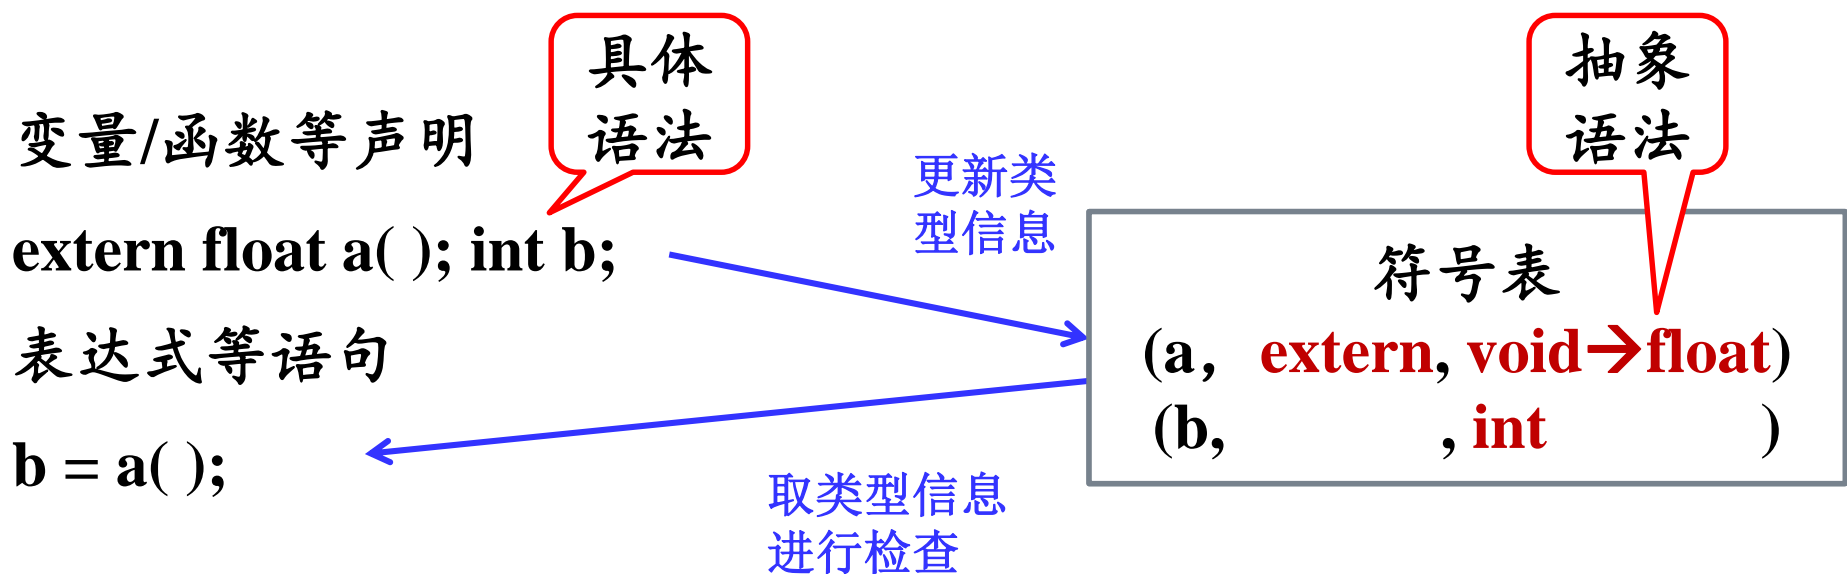 具体
语法
抽象
语法
变量/函数等声明
更新类
型信息
extern float a( ); int b;
符号表
(a, extern, void→float)
(b, , int )
表达式等语句
b = a( );
取类型信息
进行检查